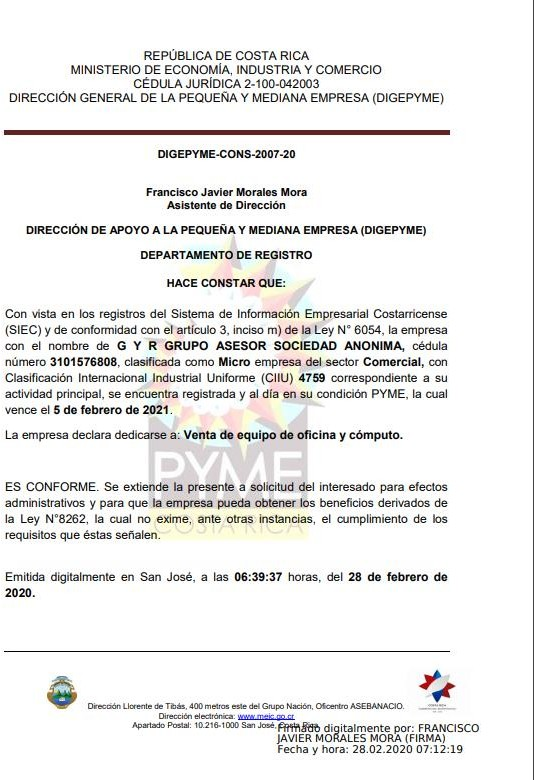 REPÚBLICA DE COSTA RICA
MINISTERIO DE ECONOMÍA, INDUSTRIA Y COMERCIO
CÉDULA JURÍDICA 2-100-042003
DIRECCIÓN GENERAL DE LA PEQUEÑA Y MEDIANA EMPRESA (DIGEPYME)
DIGEPYME-CONS-2007-20
Francisco Javier Morales Mora
Asistente de Dirección
DIRECCIÓN DE APOYO A LA PEQUEÑA Y MEDIANA EMPRESA (DIGEPYME)
DEPARTAMENTO DE REGISTRO
HACE CONSTAR QUE:
Con vista en los registros del Sistema de Información Empresarial Costarricense
(SIEC) y de conformidad con el artículo 3, inciso m) de la Ley N° 6054, la empresa
con el nombre de G Y R GRUPO ASESOR SOCIEDAD ANONIMA, cédula
número 3101576808, clasificada como Micro empresa del sector Comercial, con
Clasificación Internacional Industrial Uniforme (CIIU) 4759 correspondiente a su
actividad principal, se encuentra registrada y al día en su condición PYME, la cual
vence el 5 de febrero de 2021.
La empresa declara dedicarse a: Venta de equipo de oficina y cómputo.
PYME
COSTA RICA
ES CONFORME. Se extiende la presente a solicitud del interesado para efectos
administrativos y para que la empresa pueda obtener los beneficios derivados de
la Ley N°8262, la cual no exime, ante otras instancias, el cumplimiento de los
requisitos que éstas señalen.
Emitida digitalmente en San José, a las 06:39:37 horas, del 28 de febrero de
2020.
Dirección Llorente de Tibás, 400 metros este del Grupo Nación, Oficentro ASEBANACIO.
Dirección electrónica: www.meic.go.cr
Apartado Postal: 10.216-1000 San José, Costa Rica
Firmado digitalmente por: FRANCISCO
JAVIER MORALES MORA (FIRMA)
Fecha y hora: 28.02.2020 07:12:19